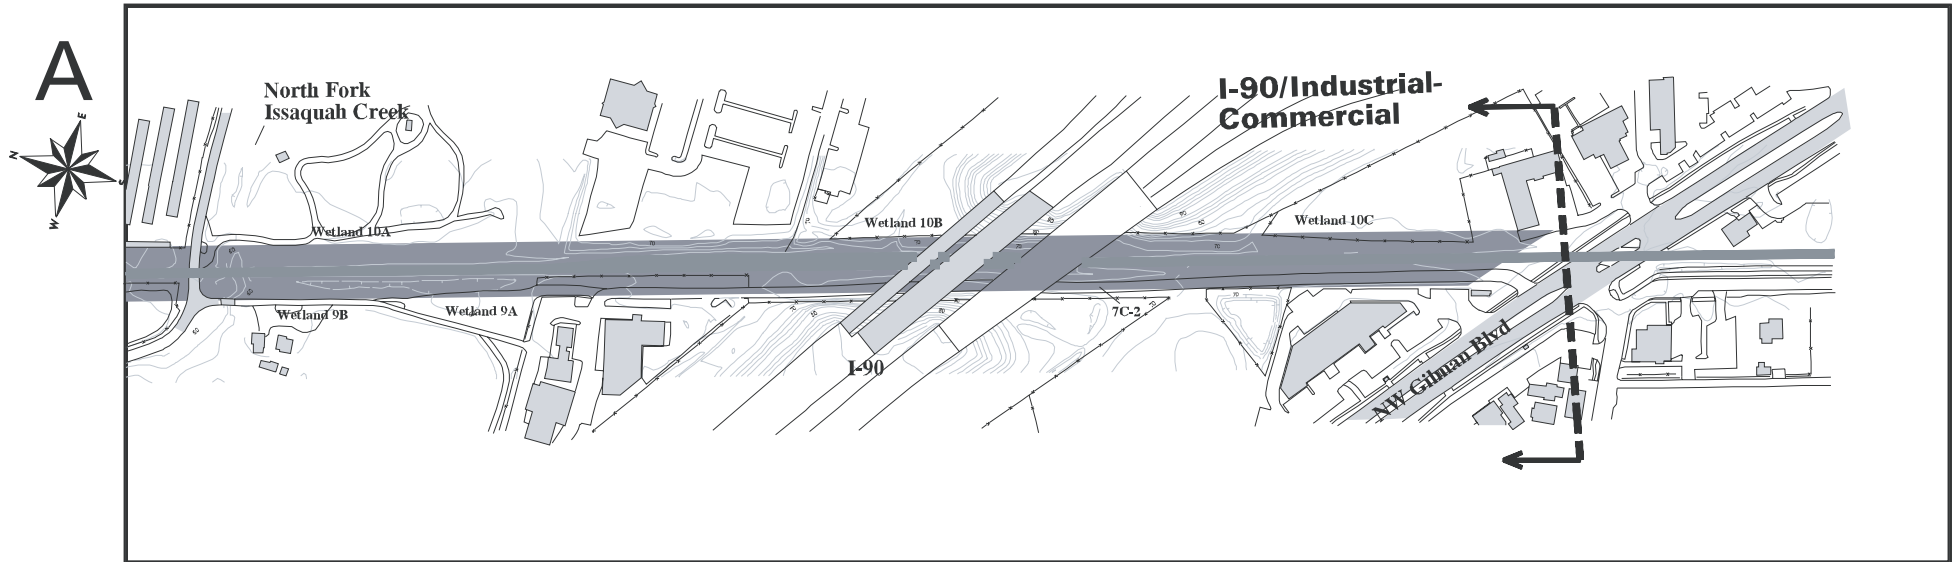 A
North Fork
Issaquah Creek
I-90/Industrial-
Commercial
E
N
S
W
Wetland 10A
Wetland 10B
Wetland 10C
Wetland 9B
Wetland 9A
7C-2
I-90
NW Gilman Blvd